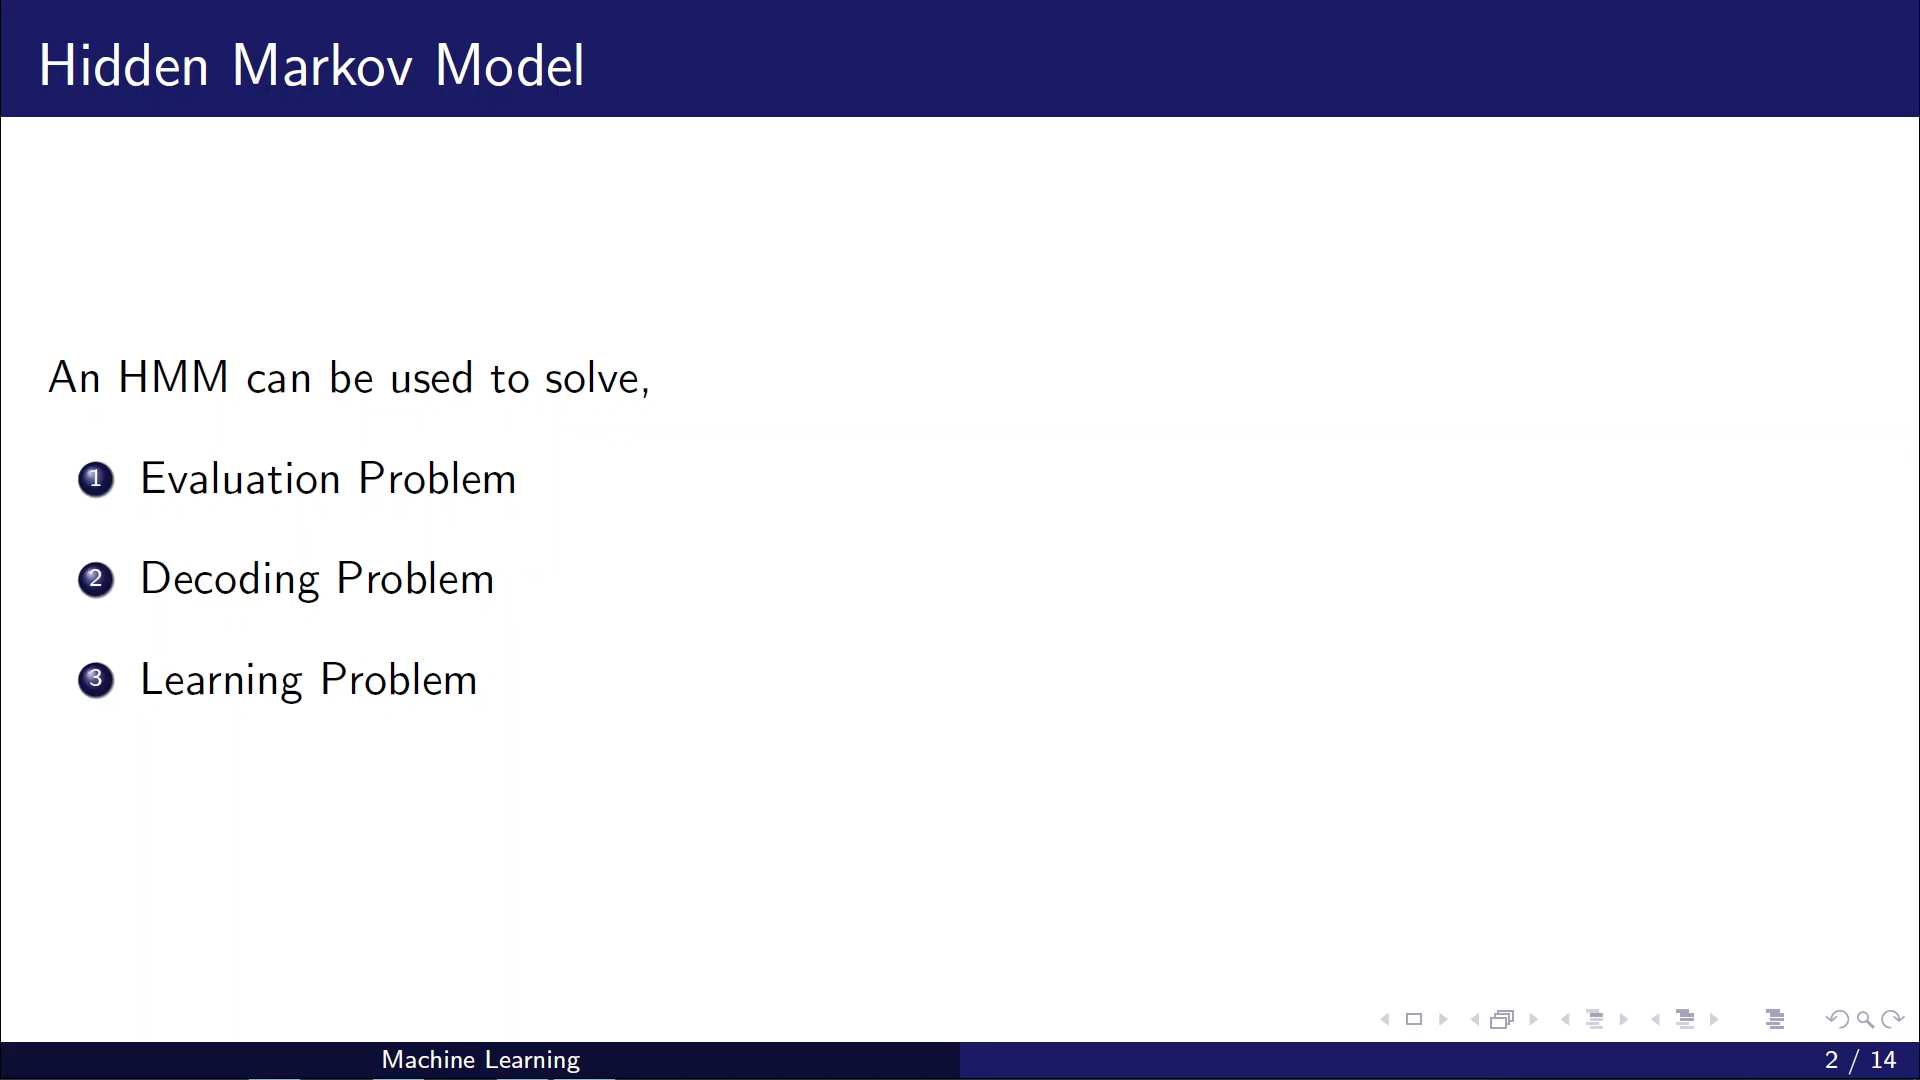 Hidden Markov Model
An HMM can be used to solve,
1 Evaluation Problem
2 Decoding Problem
3 Learning Problem
Machine Learning
2 / 14